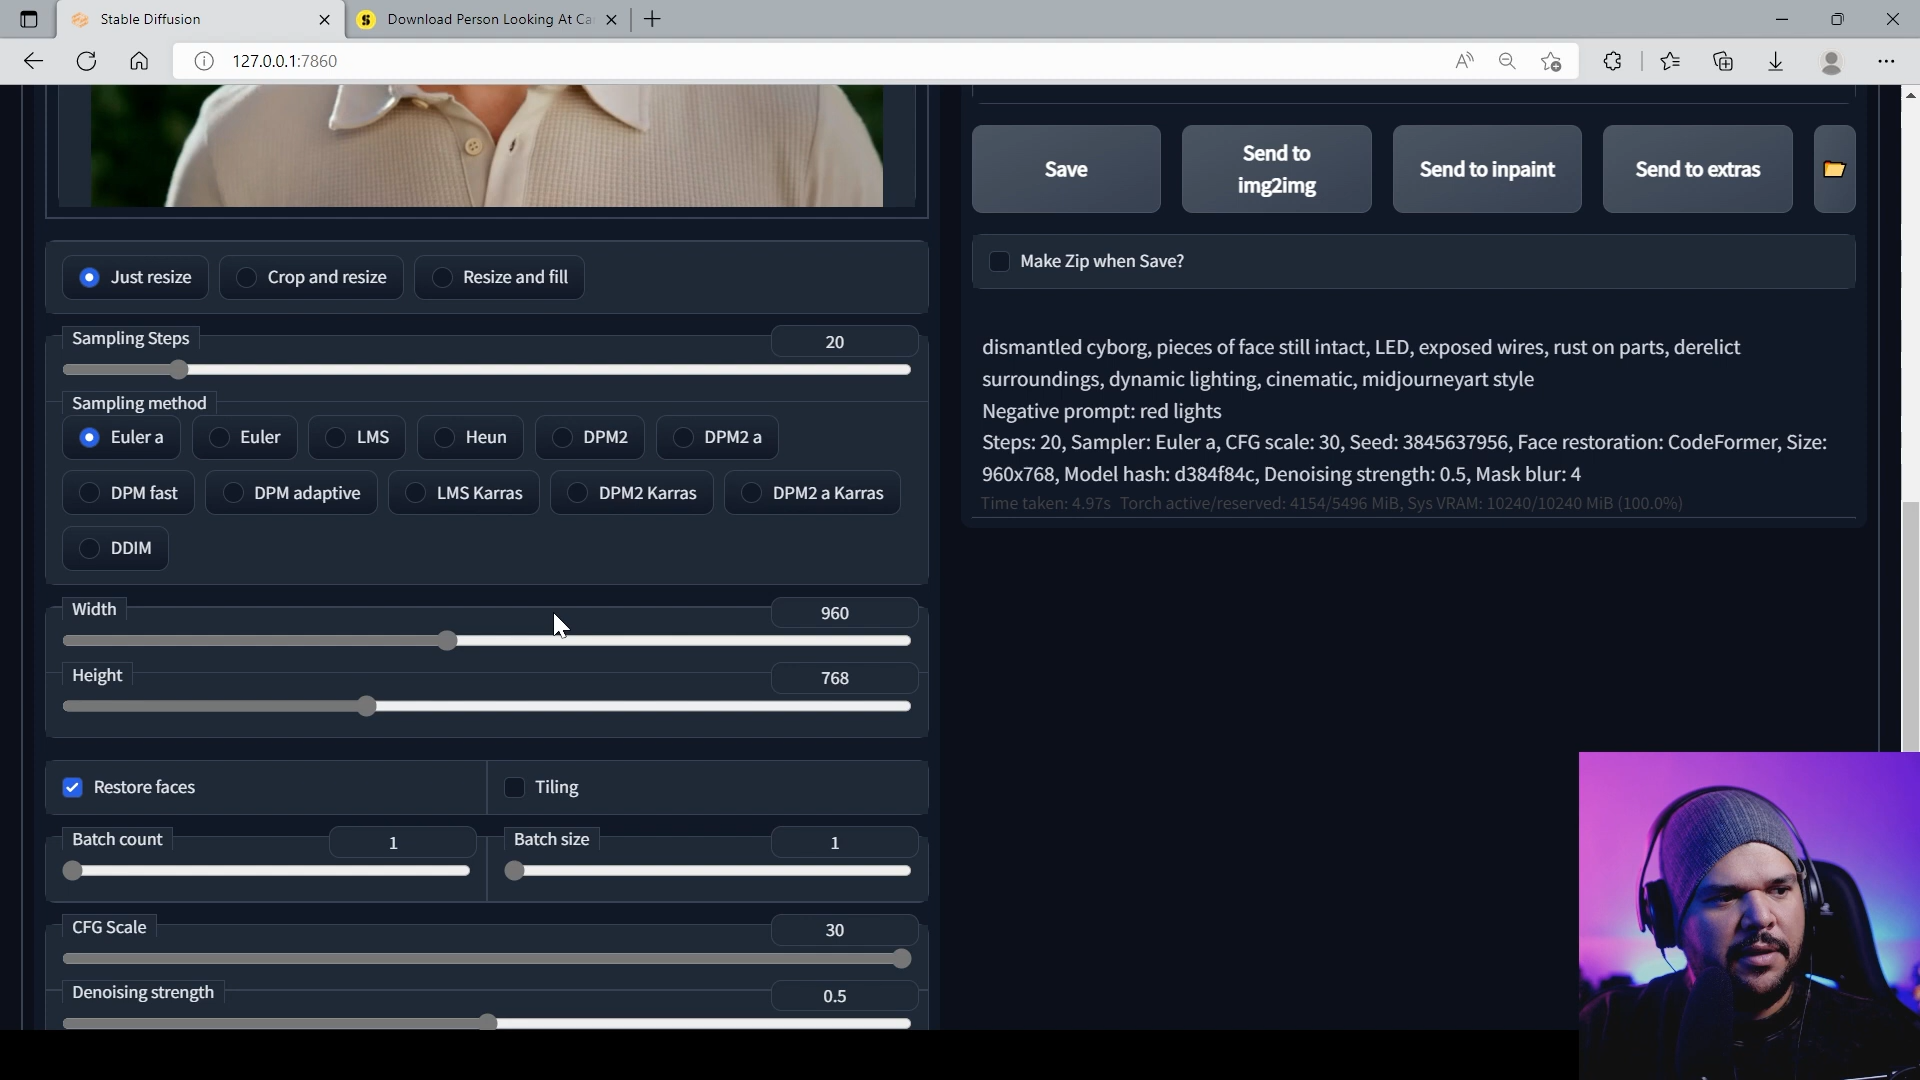 Stable Diffusion
Download Person Looking At Ca
127.0.0.1:7860
Save
Send to
img2img
Send to inpaint
Send to extras
Make Zip when Save?
Just resize
Crop and resize
Resize and fill
Sampling Steps
20
Sampling method
Euler a
Euler
LMS
Heun
DPM2
DPM2 a
DPM fast
DPM adaptive
LMS Karras
DPM2 Karras
DPM2 a Karras
DDIM
Width
960
Height
768
Restore faces
Tiling
Batch count
1
Batch size
1
CFG Scale
30
Denoising strength
0.5
dismantled cyborg, pieces of face still intact, LED, exposed wires, rust on parts, derelict
surroundings, dynamic lighting, cinematic, midjourneyart style
Negative prompt: red lights
Steps: 20, Sampler: Euler a, CFG scale: 30, Seed: 3845637956, Face restoration: CodeFormer, Size:
960x768, Model hash: d384f84c, Denoising strength: 0.5, Mask blur: 4
Time taken: 4.97s Torch active/reserved: 4154/5496 MiB, Sys VRAM: 10240/10240 MiB (100.0%)